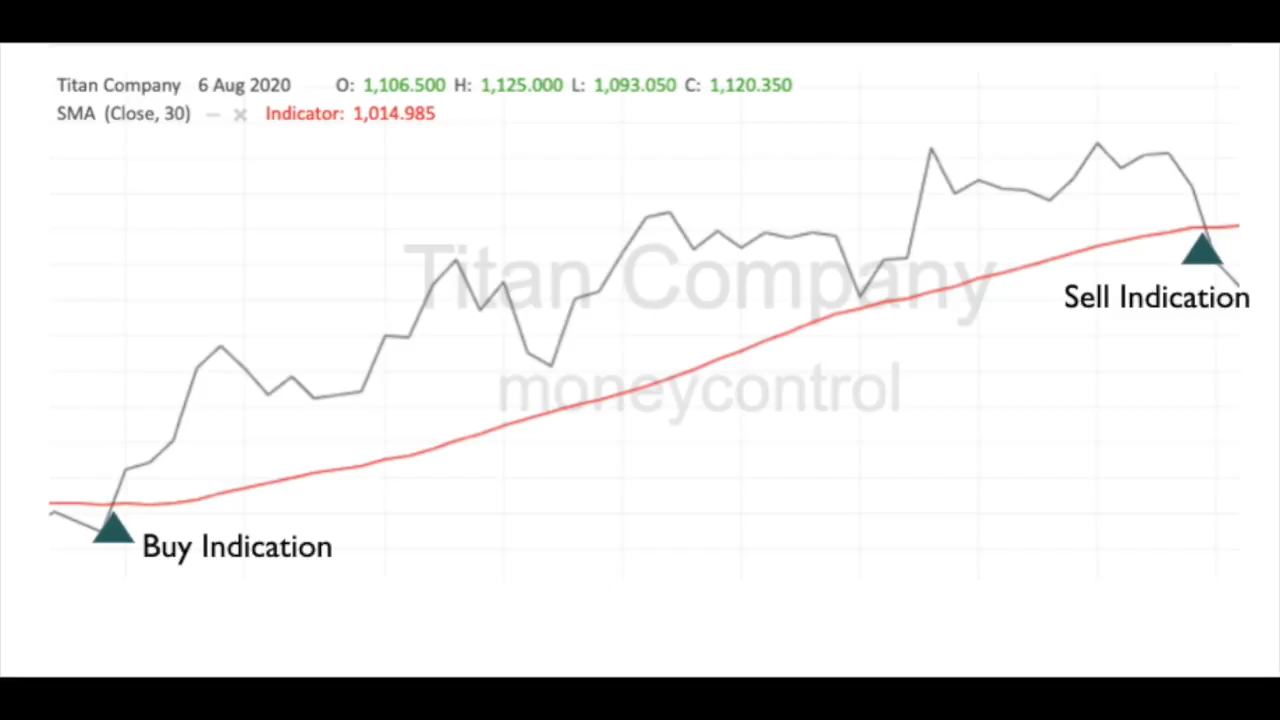 Titan Company 6 Aug 2020 O: 1,106.500 H: 1,125.000 L: 1,093.050 C: 1,120.350
SMA (Close, 30) Indicator: 1,014.985
Titan Company
Sell Indication
moneycontrol
Buy Indication